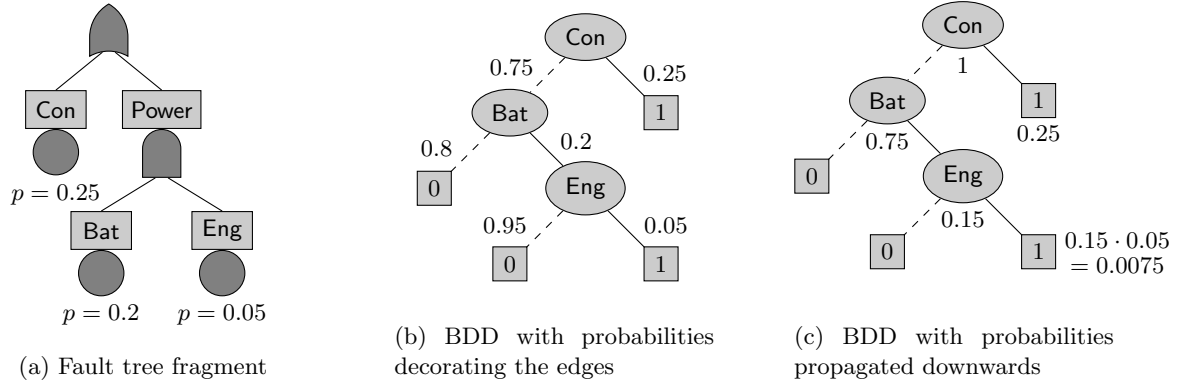 Con
Power
p = 0.25
Bat
Eng
p = 0.2
p = 0.05
(a) Fault tree fragment
Con
0.75
0.25
Bat
1
0.8
0.2
0
Eng
0.95
0.05
0
1
(b) BDD with probabilities
decorating the edges
Con
1
Bat
1
0.75
0.25
0
Eng
0.15
0
1
0.15 · 0.05
= 0.0075
(c) BDD with probabilities
propagated downwards